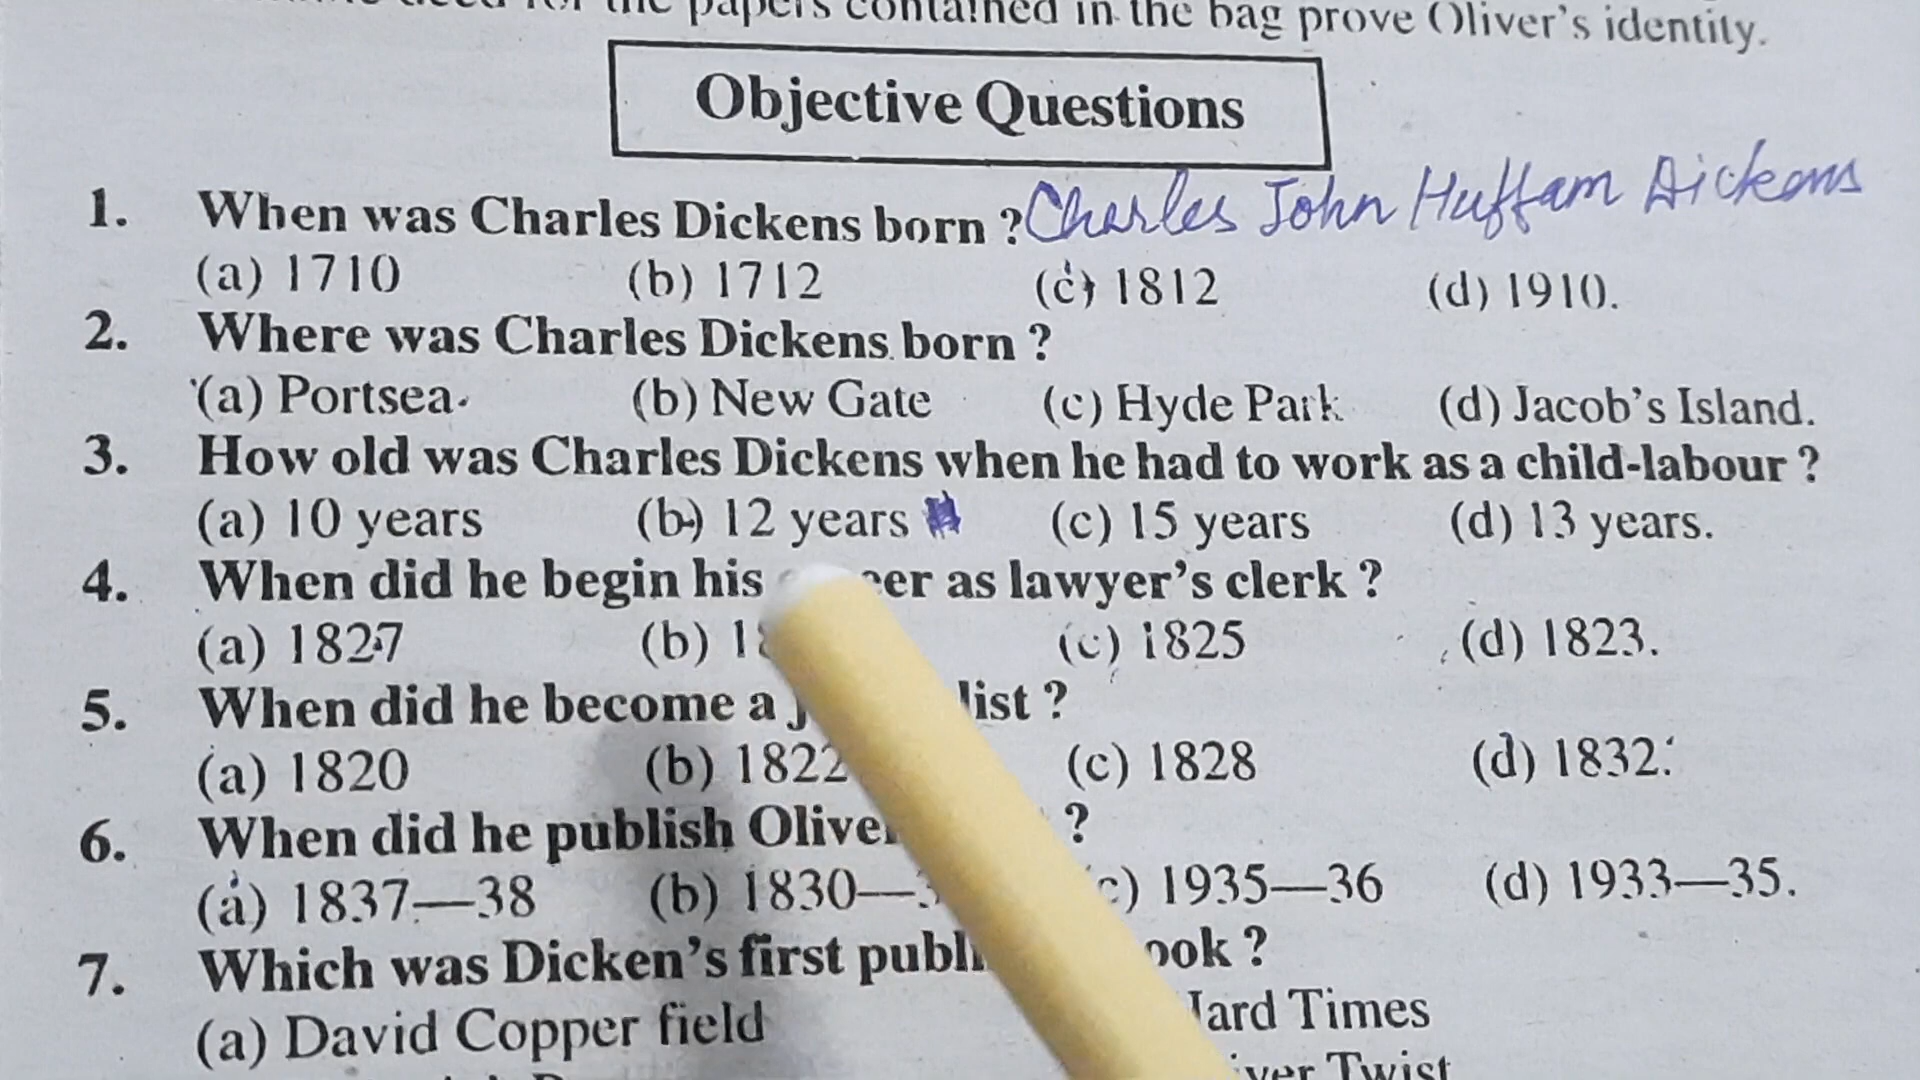 for the papers contained in the bag prove Oliver's identity.
Objective Questions
1. When was Charles Dickens born ? Charles John Huffam Dickens
(a) 1710 (b) 1712 (c) 1812 (d) 1910.
2. Where was Charles Dickens born ?
(a) Portsea (b) New Gate (c) Hyde Park (d) Jacob's Island.
3. How old was Charles Dickens when he had to work as a child-labour ?
(a) 10 years (b) 12 years (c) 15 years (d) 13 years.
4. When did he begin his as lawyer's clerk ?
(a) 1827 (b) (c) 1825 (d) 1823.
5. When did he become a ?
(a) 1820 (b) 1822 (c) 1828 (d) 1832.
6. When did he publish ?
(a) 1837—38 (b) 1830— (c) 1935—36 (d) 1933—35.
7. Which was Dicken's first ?
(a) David Copper field Times
Twist